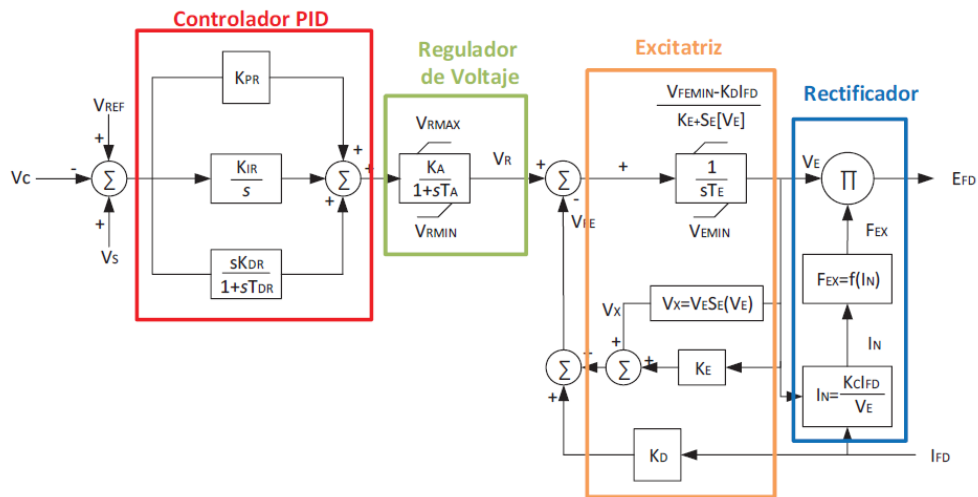 Controlador PID
Regulador
de Voltaje
Excitatriz
Rectificador
VREF
+
-
VC
Σ
+
VS
KPR
KIR
s
sKDR
1+sTDR
+
+
Σ
+
+
VRMAX
KA
1+sTA
VRMIN
VR
+
Σ
-
VFE
+
VFEMIN-KDIFD
KE+SE[VE]
1
sTE
VEMIN
VE
∏
EFD
FEX
FEX=f(IN)
IN
IN=
KCIFD
VE
VX=VESE(VE)
VX
+
Σ
+
KE
-
Σ
+
KD
IFD